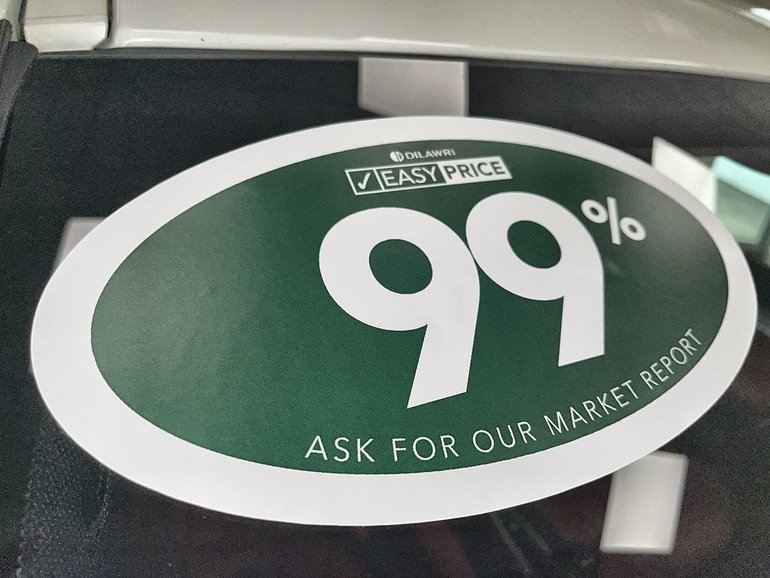 DILAWRI
✓ EASY PRICE
99%
ASK FOR OUR MARKET REPORT